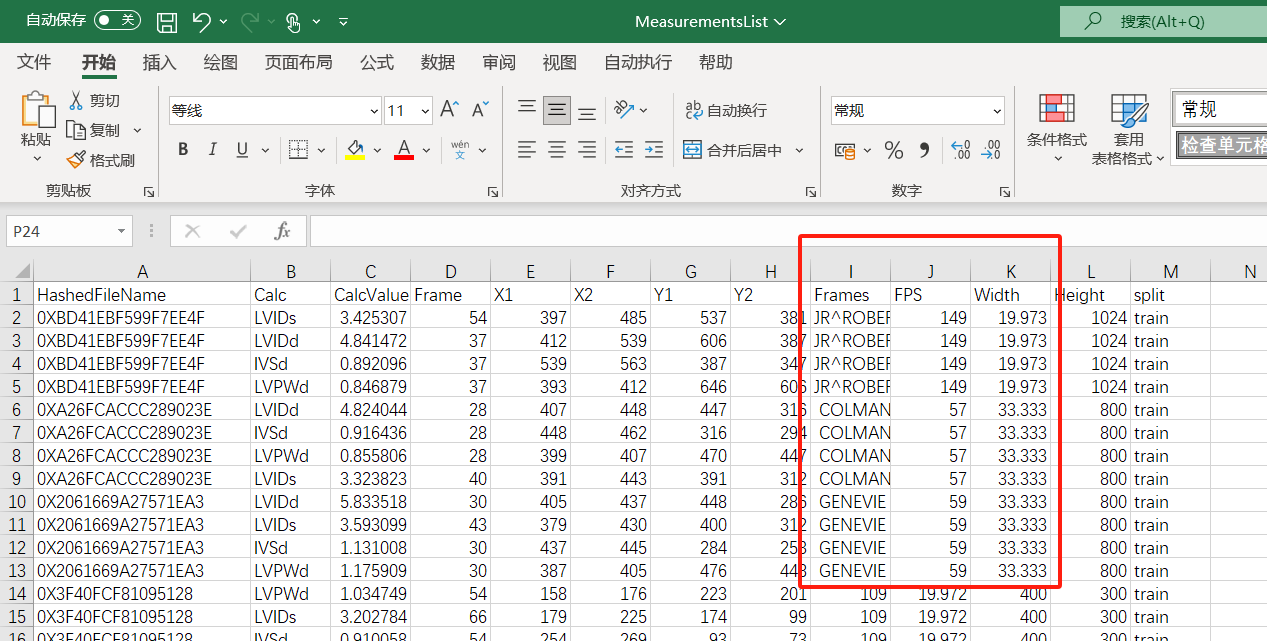 自动保存 关 MeasurementsList 搜索(Alt+Q)
文件 开始 插入 绘图 页面布局 公式 数据 审阅 视图 自动执行 帮助
粘贴 剪切 复制 格式刷
等线 11 A A
B I U A wén 文
ab 自动换行
合并后居中
常规
% .00 .00
条件格式 套用 表格格式
常规
检查单元格
剪贴板 字体 对齐方式 数字
P24 fx
A B C D E F G H I J K L M N
1 HashedFileName Calc CalcValue Frame X1 X2 Y1 Y2 Frames FPS Width Height split
2 0XBD41EBF599F7EE4F LVIDs 3.425307 54 397 485 537 381 JR^ROBER 149 19.973 1024 train
3 0XBD41EBF599F7EE4F LVIDd 4.841472 37 412 539 606 387 JR^ROBER 149 19.973 1024 train
4 0XBD41EBF599F7EE4F IVSd 0.892096 37 539 563 387 347 JR^ROBER 149 19.973 1024 train
5 0XBD41EBF599F7EE4F LVPWd 0.846879 37 393 412 646 606 JR^ROBER 149 19.973 1024 train
6 0XA26FCACCC289023E LVIDd 4.824044 28 407 448 447 316 COLMAN 57 33.333 800 train
7 0XA26FCACCC289023E IVSd 0.916436 28 448 462 316 294 COLMAN 57 33.333 800 train
8 0XA26FCACCC289023E LVPWd 0.855806 28 399 407 470 447 COLMAN 57 33.333 800 train
9 0XA26FCACCC289023E LVIDs 3.323823 40 391 443 391 312 COLMAN 57 33.333 800 train
10 0X2061669A27571EA3 LVIDd 5.833518 30 405 437 448 286 GENEVIE 59 33.333 800 train
11 0X2061669A27571EA3 LVIDs 3.593099 43 379 430 400 312 GENEVIE 59 33.333 800 train
12 0X2061669A27571EA3 IVSd 1.131008 30 437 445 284 253 GENEVIE 59 33.333 800 train
13 0X2061669A27571EA3 LVPWd 1.175909 30 387 405 476 448 GENEVIE 59 33.333 800 train
14 0X3F40FCF81095128 LVPWd 1.034749 54 158 176 223 201 109 19.972 400 300 train
15 0X3F40FCF81095128 LVIDs 3.202784 66 179 225 174 99 109 19.972 400 300 train
16 0X3F40FCF81095128 IVSd 0.910058 54 254 269 93 73 109 19.972 400 300 train